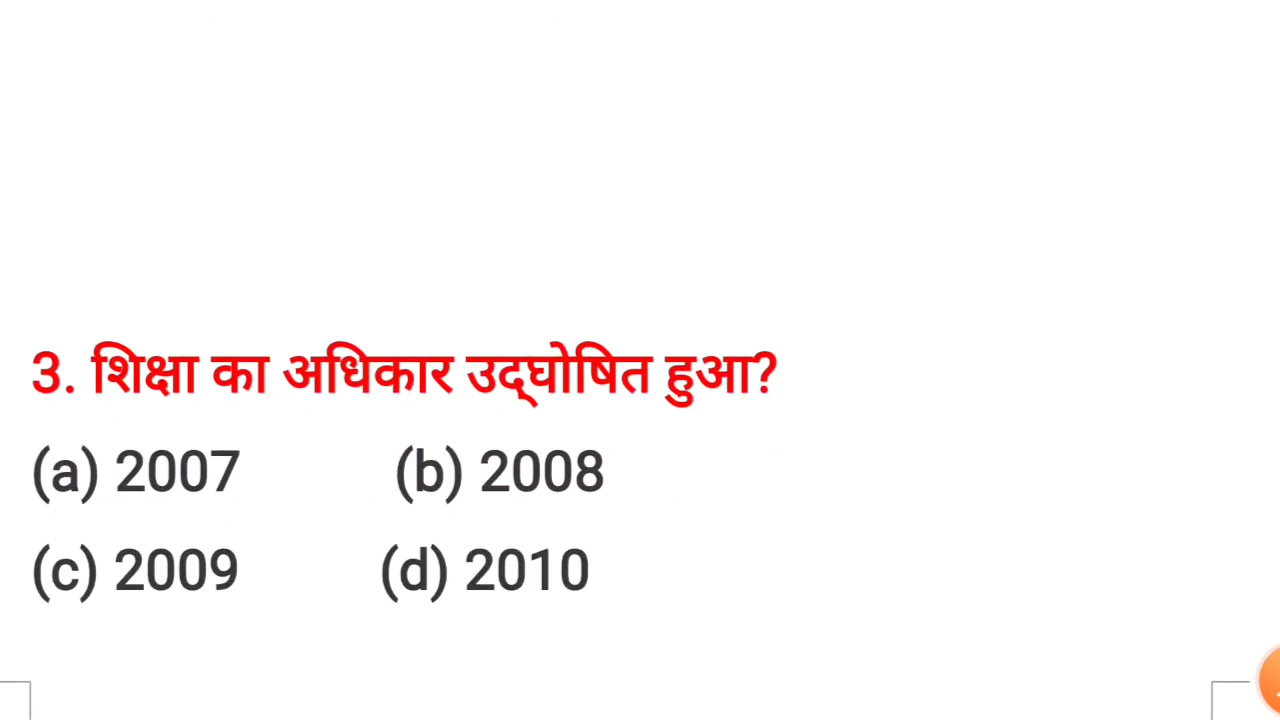 3. शिक्षा का अधिकार उद्घोषित हुआ?
(a) 2007 (b) 2008
(c) 2009 (d) 2010